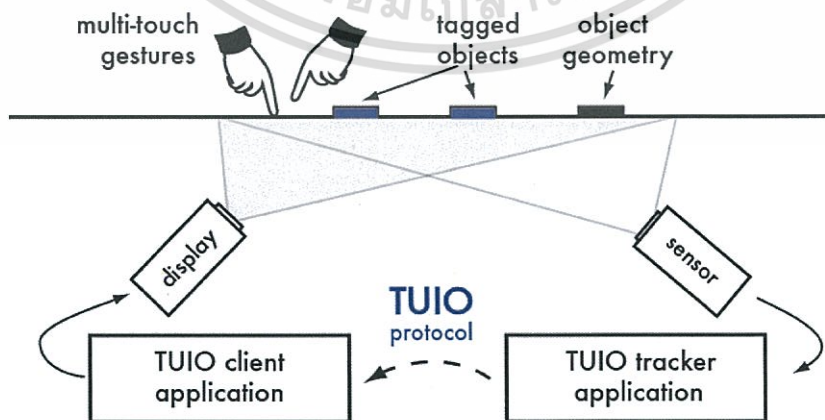 multi-touch
gestures
tagged
objects
object
geometry
display
sensor
TUIO
protocol
TUIO client
application
TUIO tracker
application